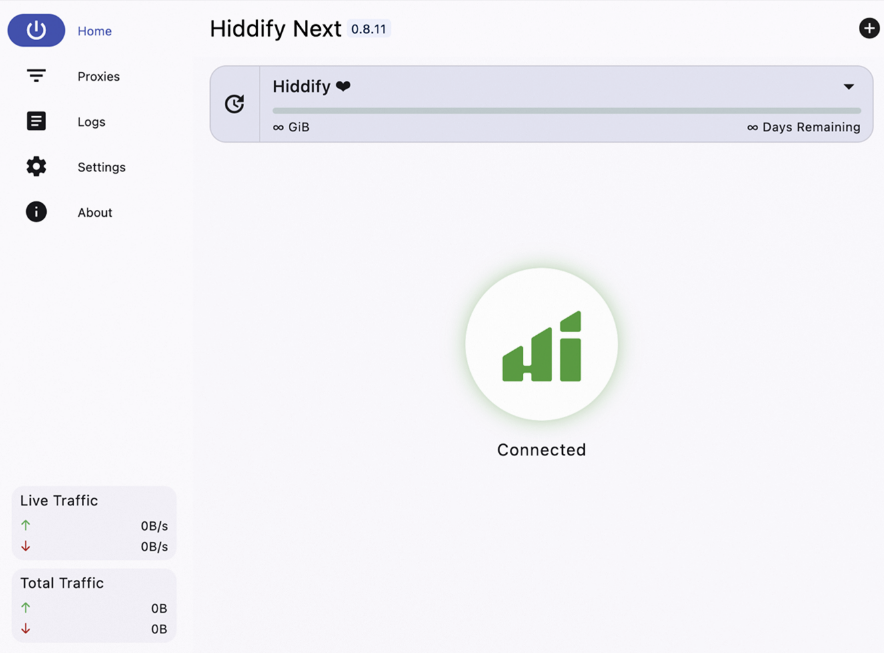 Home
Proxies
Logs
Settings
About
Hiddify Next 0.8.11
Hiddify ❤
∞ GiB
∞ Days Remaining
Hi
Connected
Live Traffic
↑ 0B/s
↓ 0B/s
Total Traffic
↑ 0B
↓ 0B